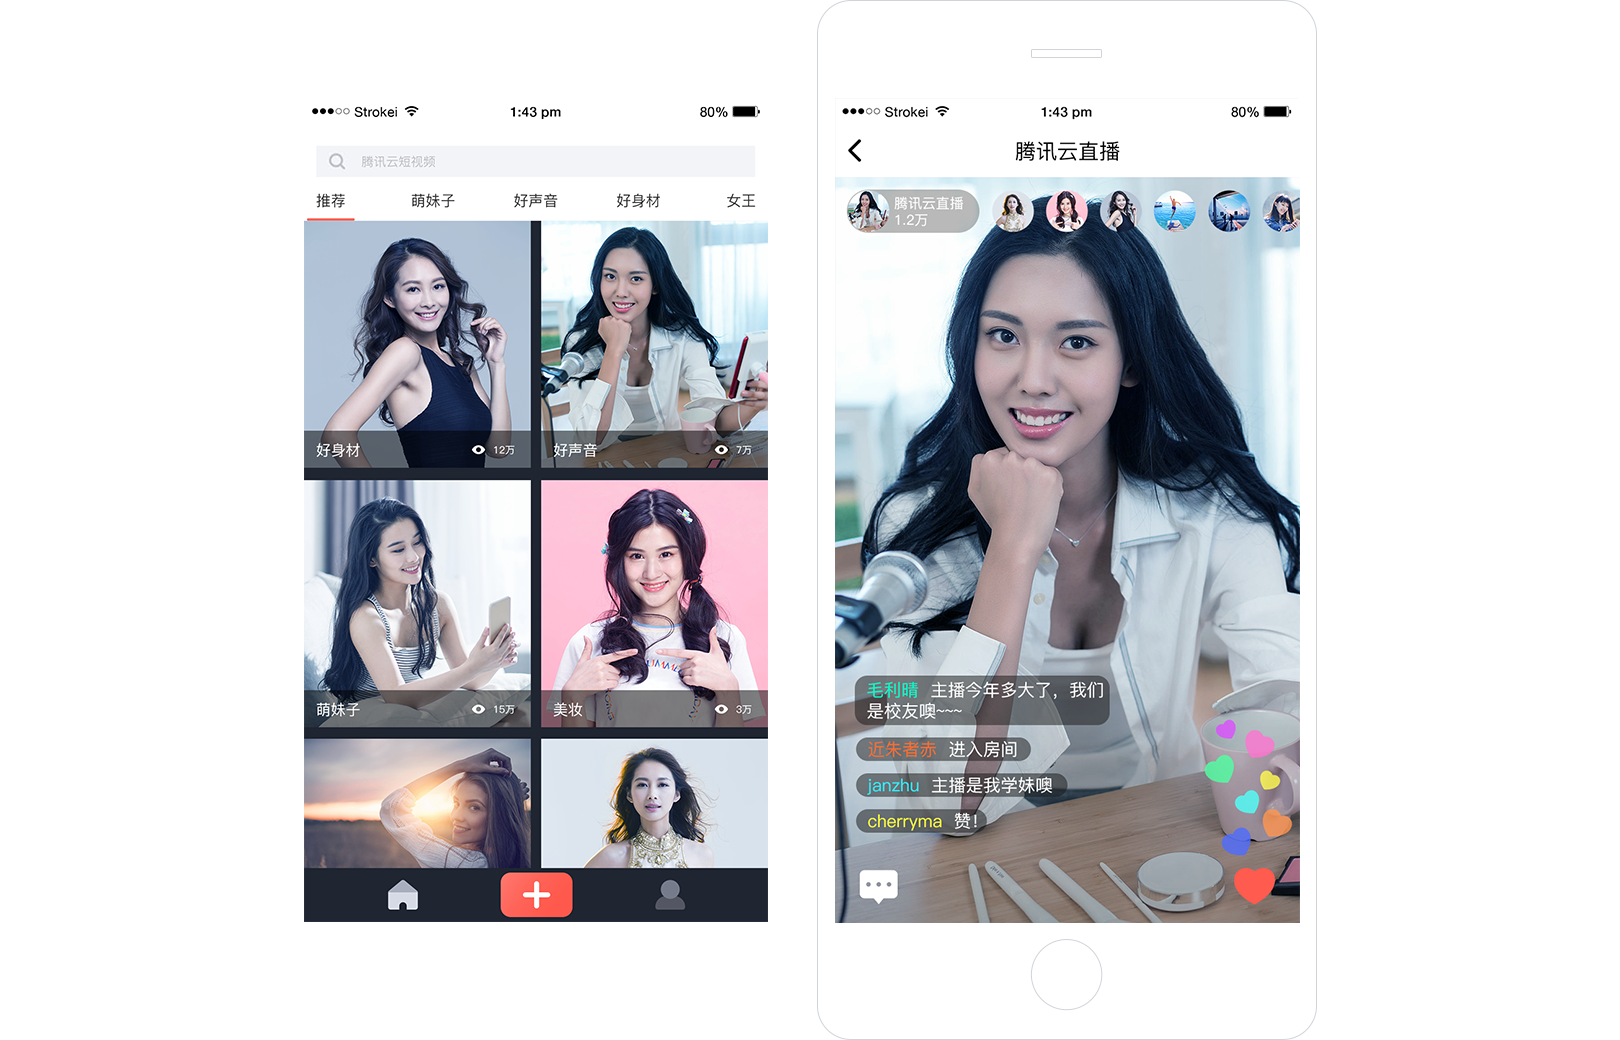 Strokei
1:43 pm
80%
腾讯云短视频
推荐
萌妹子
好声音
好身材
女王
好身材
12万
好声音
7万
萌妹子
15万
美妆
3万
Strokei
1:43 pm
80%
腾讯云直播
腾讯云直播
1.2万
毛利晴 主播今年多大了，我们
是校友噢~~~
近朱者赤 进入房间
janzhu 主播是我学妹噢
cherryma 赞!